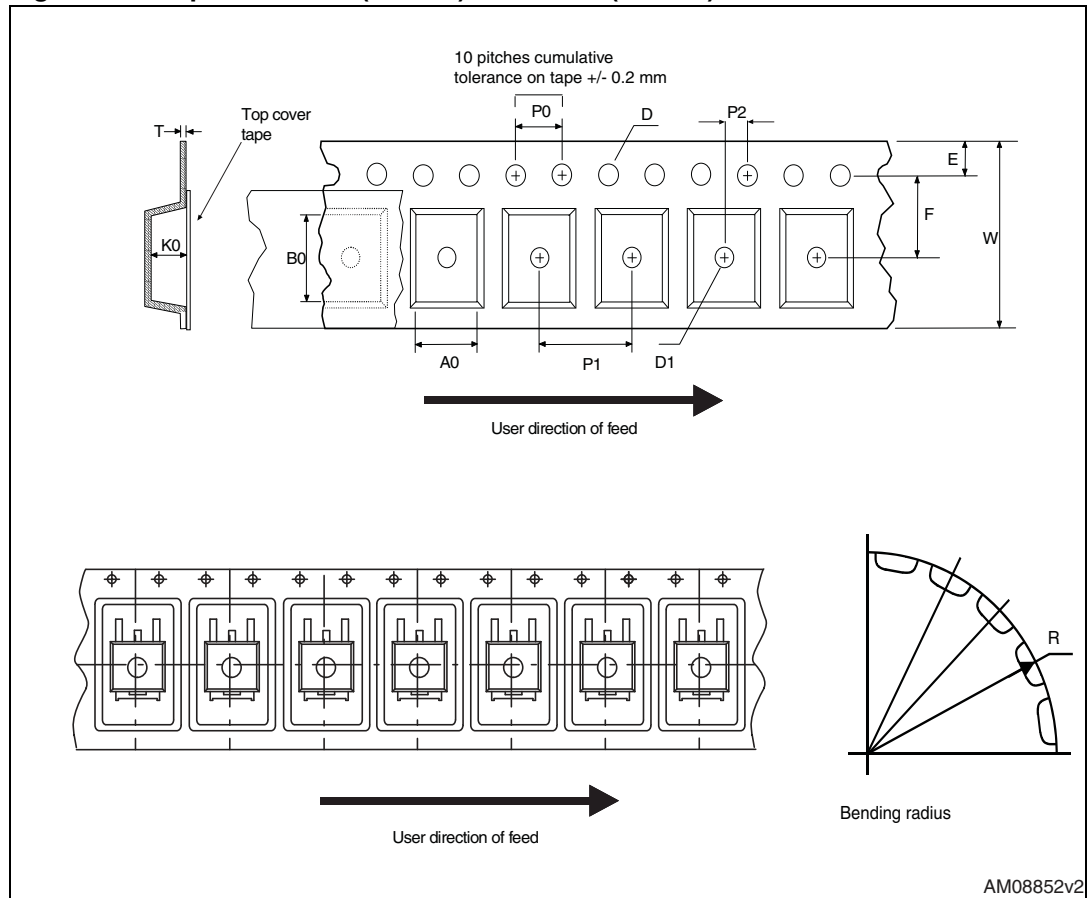 10 pitches cumulative
tolerance on tape +/- 0.2 mm
Top cover
tape
T
P0
D
P2
E
F
W
K0
B0
A0
P1
D1
User direction of feed
R
Bending radius
User direction of feed
AM08852v2